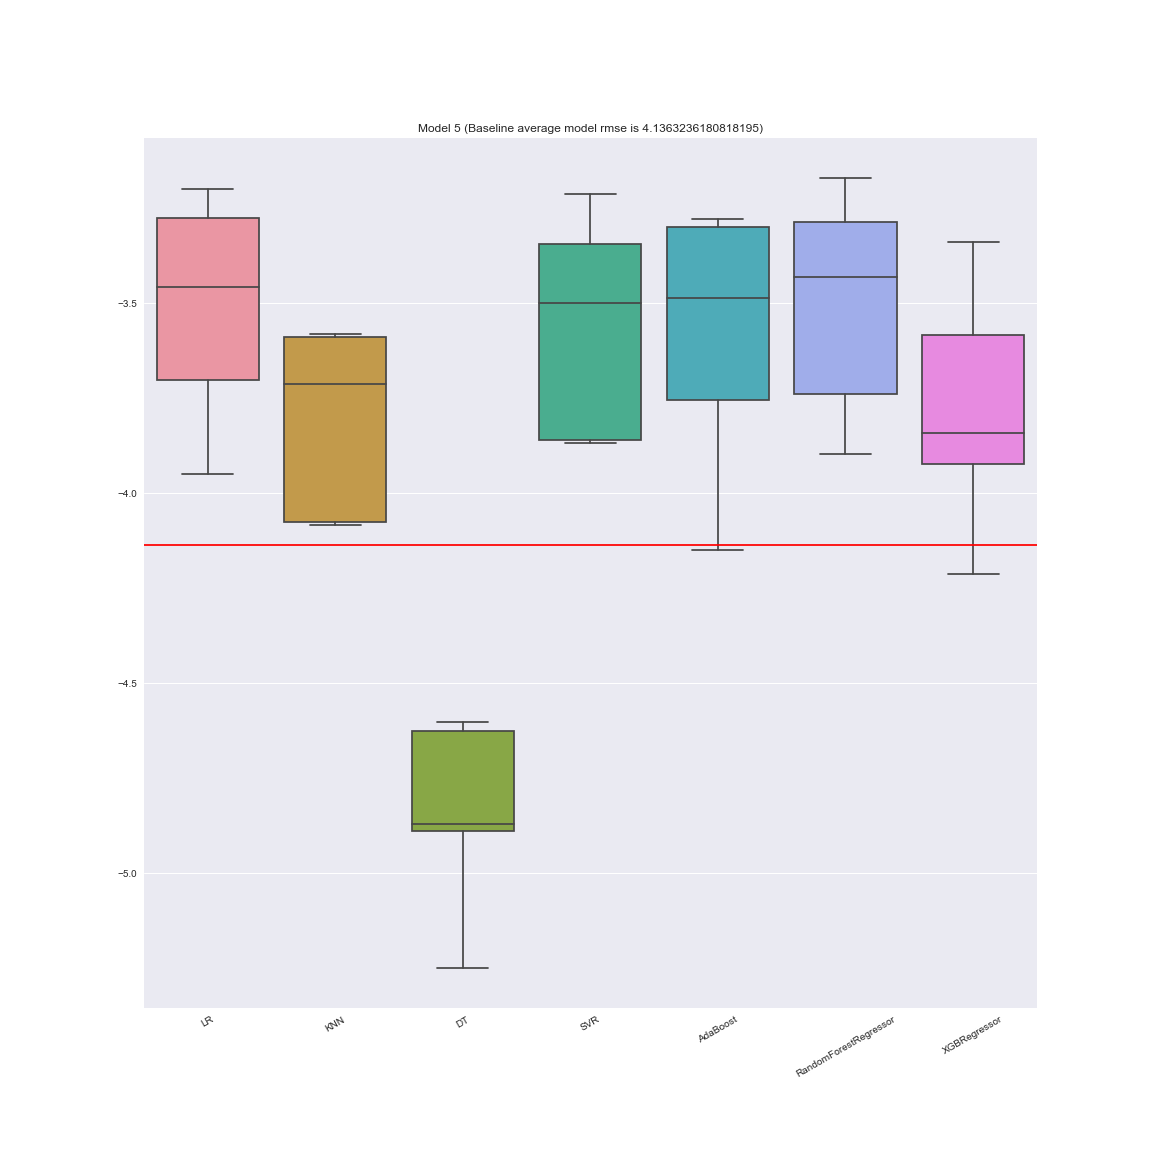 Model 5 (Baseline average model rmse is 4.1363236180818195)
−3.5
−4.0
−4.5
−5.0
LR
KNN
DT
SVR
AdaBoost
RandomForestRegressor
XGBRegressor